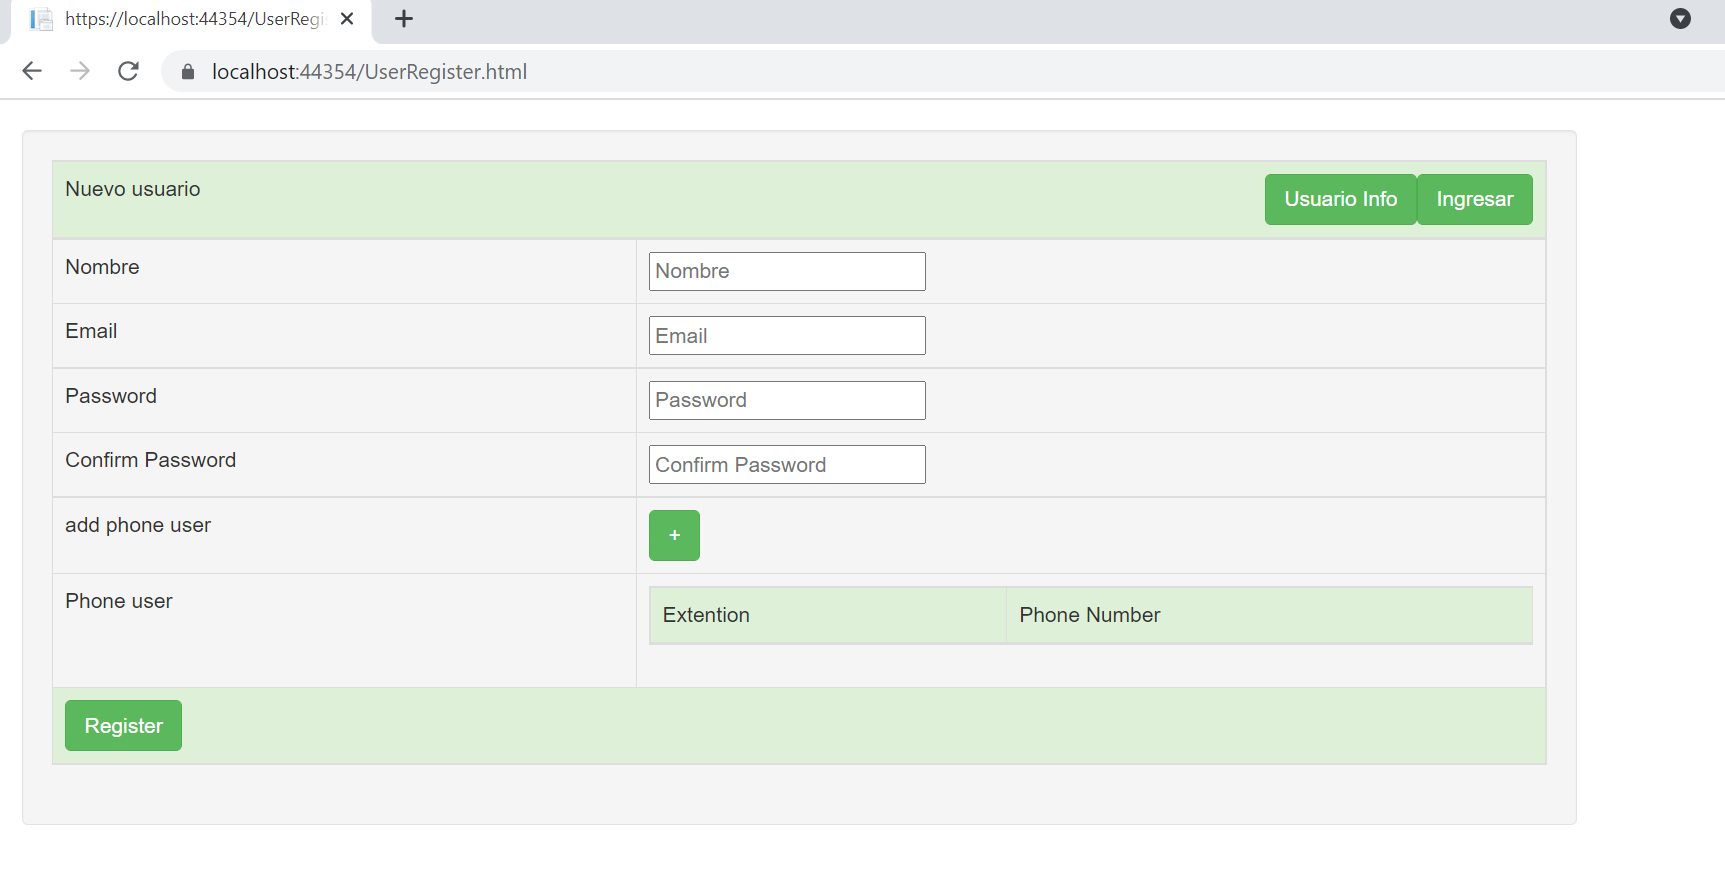 https://localhost:44354/UserRegi
localhost:44354/UserRegister.html
Nuevo usuario
Usuario Info
Ingresar
Nombre
Nombre
Email
Email
Password
Password
Confirm Password
Confirm Password
add phone user
+
Phone user
Extention
Phone Number
Register